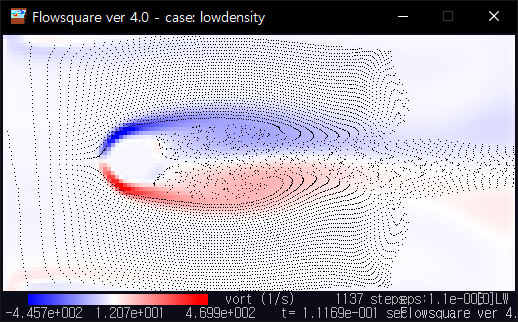 Flowsquare ver 4.0 - case: lowdensity
vort (1/s) 1137 steps
-4.457e+002 1.207e+001 4.699e+002 t= 1.1169e-001 Flowsquare ver 4.